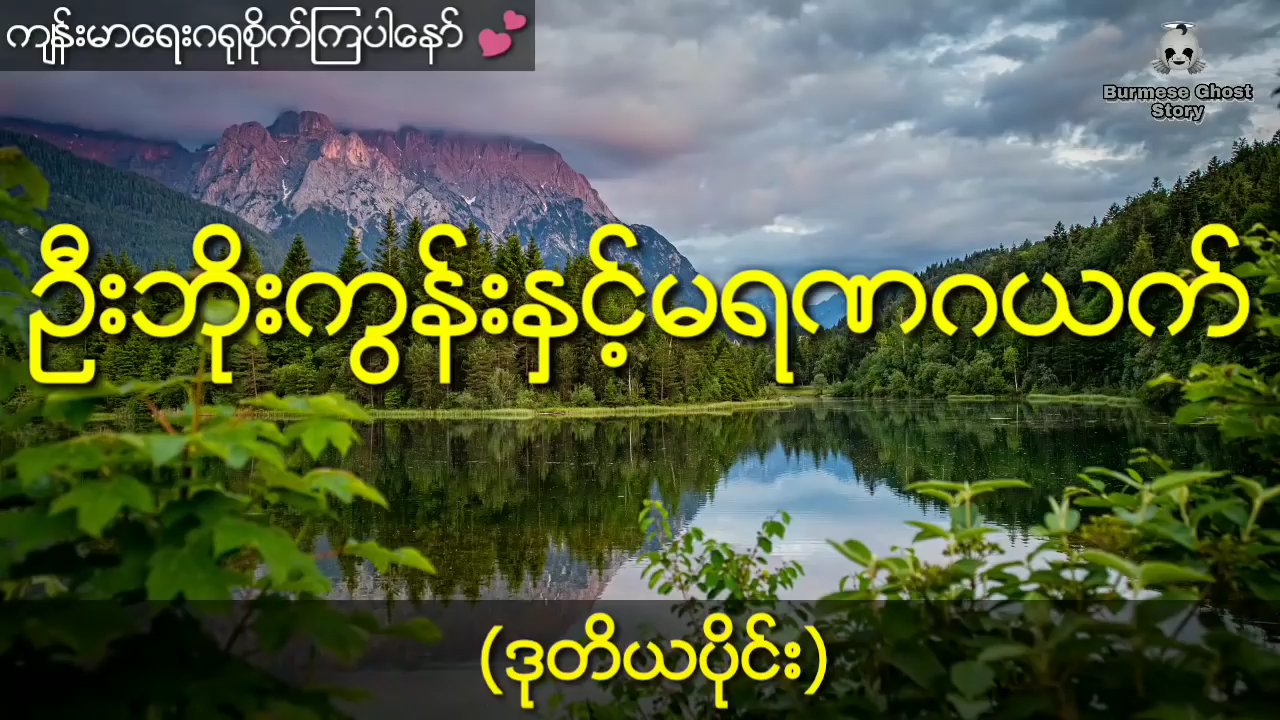 ကျန်းမာရေးဂရုစိုက်ကြပါနော် 💕
Burmese Ghost
Story
ဦးဘိုးကွန်းနှင့်မရဏဂယက်
(ဒုတိယပိုင်း)